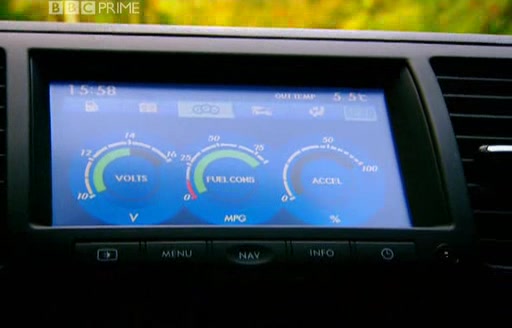 BBC PRIME
15:58 OUT TEMP 5.5°C
14 50 50
12 16 25 75 100
VOLTS FUEL CONS ACCEL
10 0 0
V MPG %
MENU NAV INFO